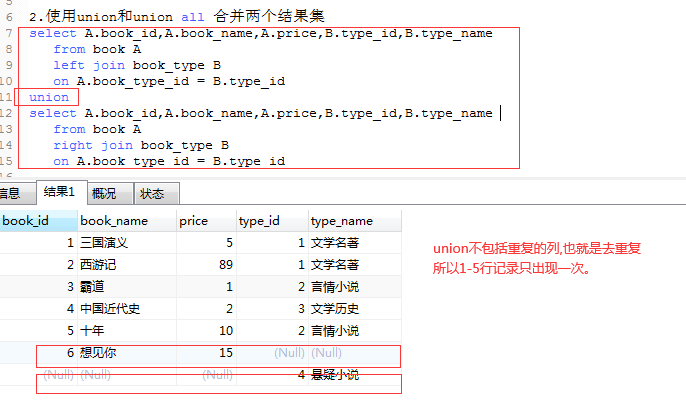 5
6 2.使用union和union all 合并两个结果集
7 select A.book_id,A.book_name,A.price,B.type_id,B.type_name
8 from book A
9 left join book_type B
10 on A.book_type_id = B.type_id
11 union
12 select A.book_id,A.book_name,A.price,B.type_id,B.type_name
13 from book A
14 right join book_type B
15 on A.book type id = B.type id
信息 结果1 概况 状态
book_id book_name price type_id type_name
1 三国演义 5 1 文学名著
2 西游记 89 1 文学名著
3 霸道 1 2 言情小说
4 中国近代史 2 3 文学历史
5 十年 10 2 言情小说
6 想见你 15 (Null) (Null)
(Null) (Null) (Null) 4 悬疑小说
union不包括重复的列,也就是去重复
所以1-5行记录只出现一次。